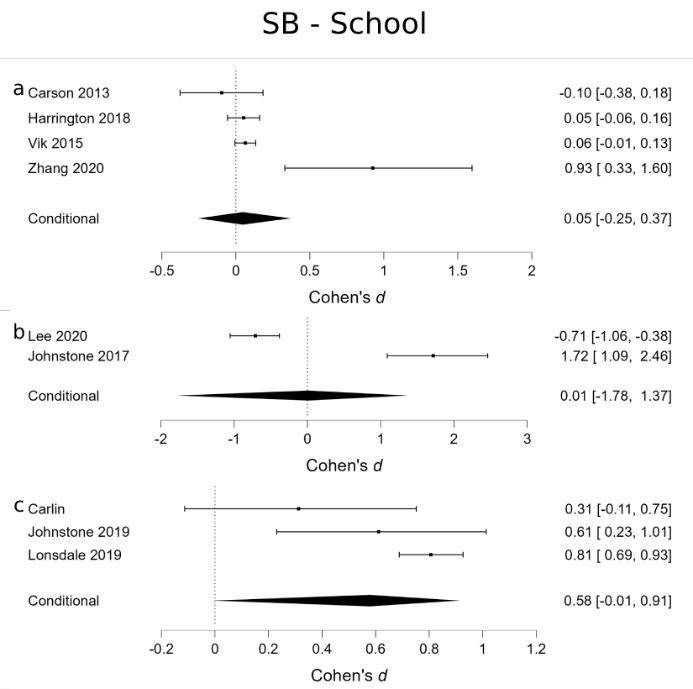 SB - School
a
Carson 2013 -0.10 [-0.38, 0.18]
Harrington 2018 0.05 [-0.06, 0.16]
Vik 2015 0.06 [-0.01, 0.13]
Zhang 2020 0.93 [ 0.33, 1.60]
Conditional 0.05 [-0.25, 0.37]
-0.5 0 0.5 1 1.5 2
Cohen's d
b
Lee 2020 -0.71 [-1.06, -0.38]
Johnstone 2017 1.72 [ 1.09, 2.46]
Conditional 0.01 [-1.78, 1.37]
-2 -1 0 1 2 3
Cohen's d
c
Carlin 0.31 [-0.11, 0.75]
Johnstone 2019 0.61 [ 0.23, 1.01]
Lonsdale 2019 0.81 [ 0.69, 0.93]
Conditional 0.58 [-0.01, 0.91]
-0.2 0 0.2 0.4 0.6 0.8 1 1.2
Cohen's d